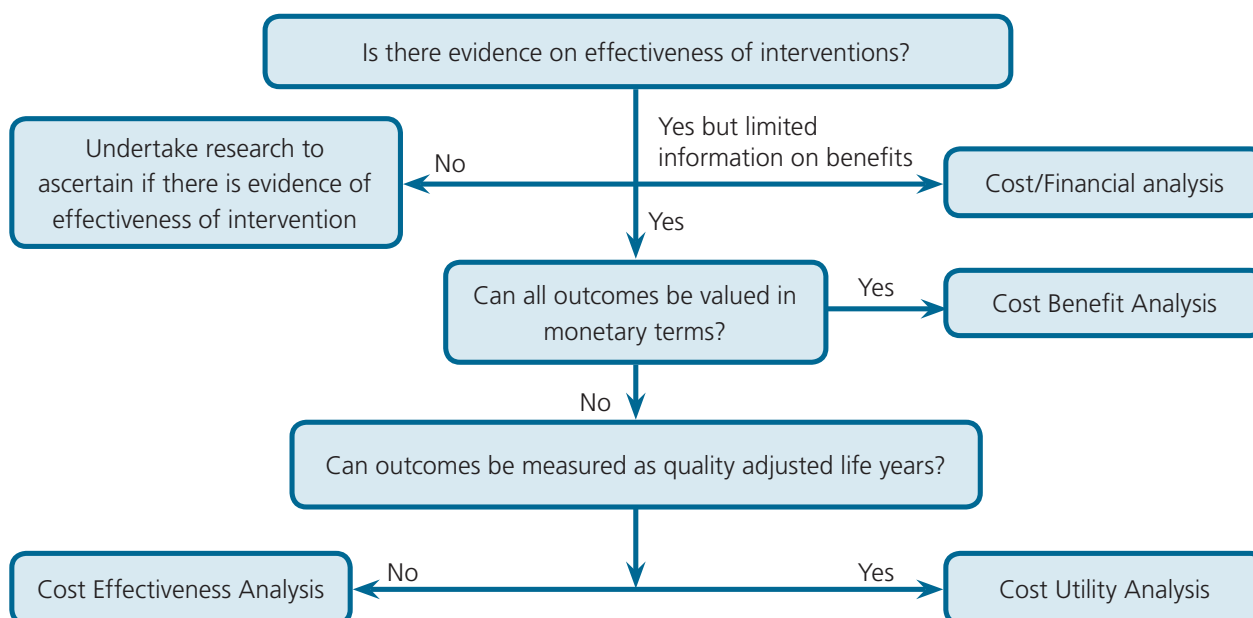 Is there evidence on effectiveness of interventions?
Undertake research to
ascertain if there is evidence of
effectiveness of intervention
No
Yes but limited
information on benefits
Cost/Financial analysis
Yes
Can all outcomes be valued in
monetary terms?
Yes
Cost Benefit Analysis
No
Can outcomes be measured as quality adjusted life years?
Cost Effectiveness Analysis
No
Yes
Cost Utility Analysis